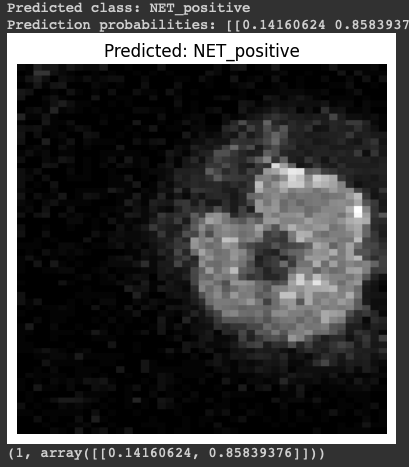 Predicted class: NET_positive
Prediction probabilities: [[0.14160624 0.8583937
Predicted: NET_positive
(1, array([[0.14160624, 0.85839376]]))